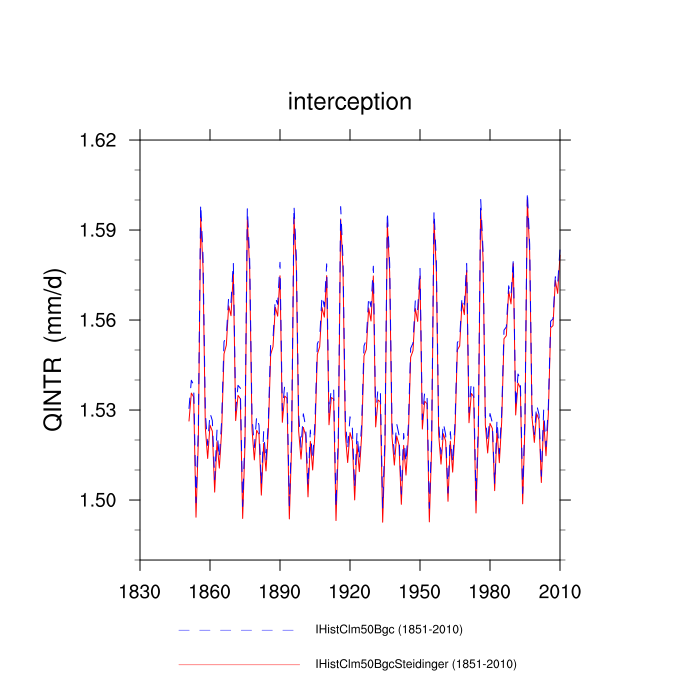 interception
QINTR (mm/d)
1.62
1.59
1.56
1.53
1.50
1830 1860 1890 1920 1950 1980 2010
IHistClm50Bgc (1851-2010)
IHistClm50BgcSteidinger (1851-2010)